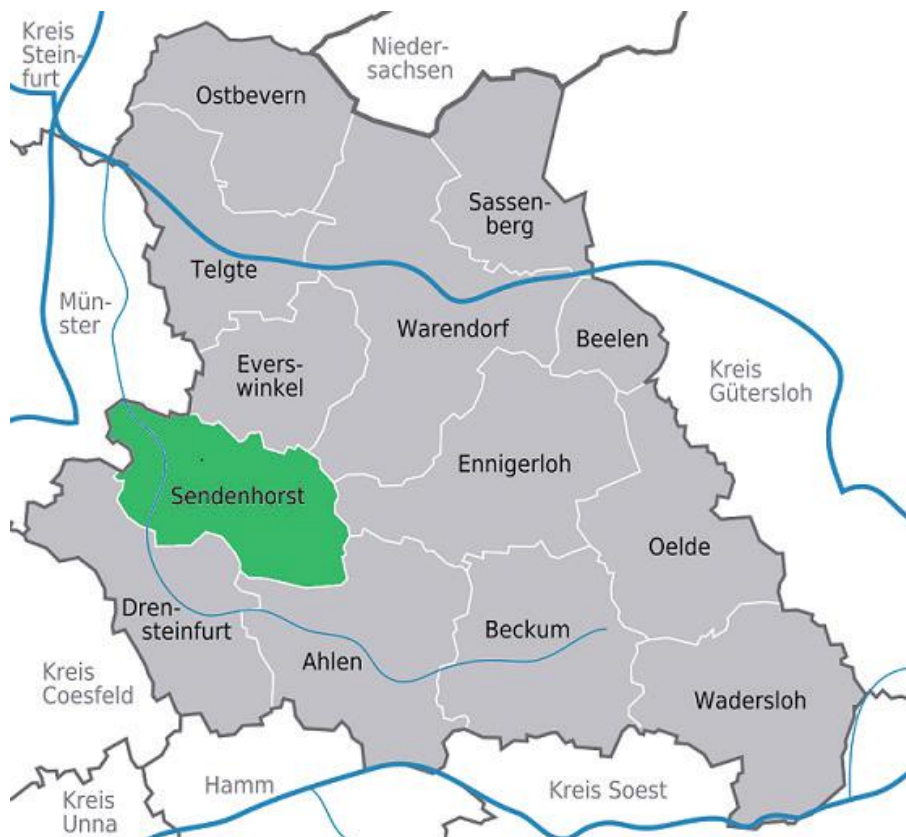 Kreis
Stein-
furt
Nieder-
sachsen
Ostbevern
Sassen-
berg
Telgte
Mün-
ster
Warendorf
Beelen
Evers-
winkel
Kreis
Gütersloh
Ennigerloh
Sendenhorst
Oelde
Dren-
steinfurt
Beckum
Ahlen
Kreis
Coesfeld
Wadersloh
Hamm
Kreis Soest
Kreis
Unna